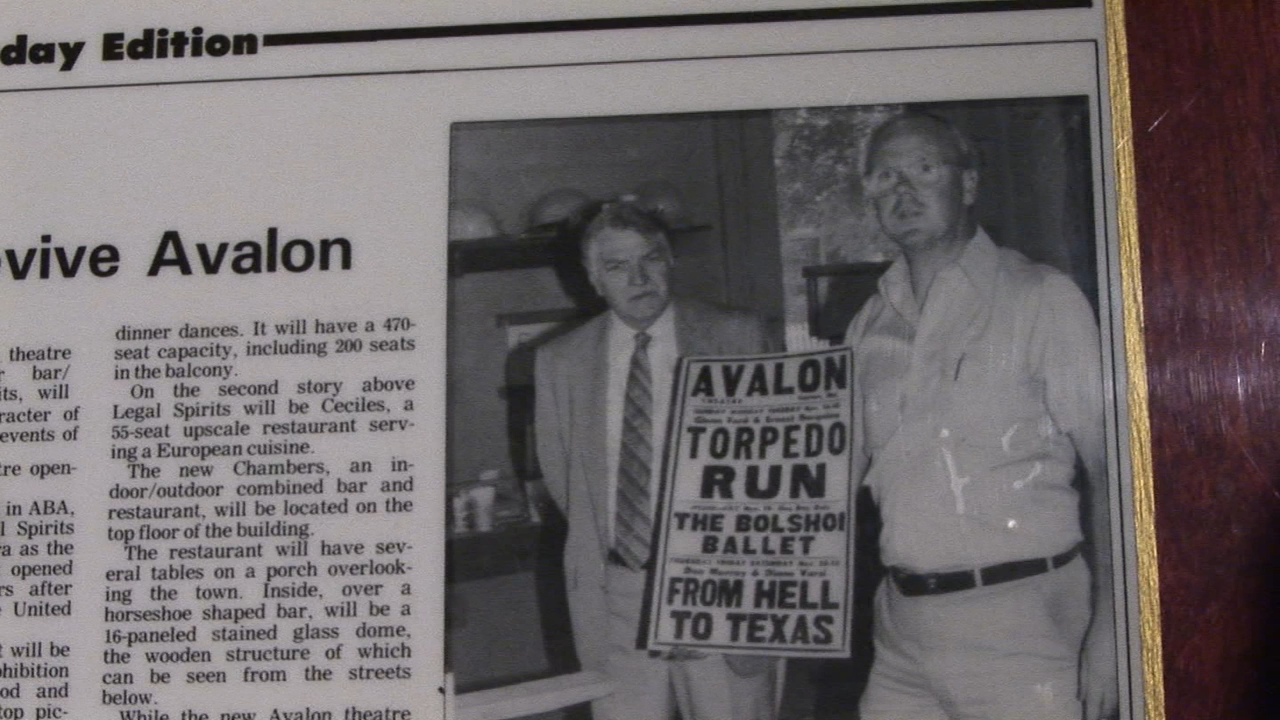 day Edition
vive Avalon
theatre
bar/
its, will
racter of
events of
tre open-
in ABA,
l Spirits
ra as the
opened
rs after
United
t will be
ohibition
od and
top pic-
dinner dances. It will have a 470-
seat capacity, including 200 seats
in the balcony.
On the second story above
Legal Spirits will be Ceciles, a
55-seat upscale restaurant serv-
ing a European cuisine.
The new Chambers, an in-
door/outdoor combined bar and
restaurant, will be located on the
top floor of the building.
The restaurant will have sev-
eral tables on a porch overlook-
ing the town. Inside, over a
horseshoe shaped bar, will be a
16-paneled stained glass dome,
the wooden structure of which
can be seen from the streets
below.
While the new Avalon theatre
AVALON
THEATRE
TORPEDO
RUN
THE BOLSHOI
BALLET
Don Murray & Diane Varsi
FROM HELL
TO TEXAS